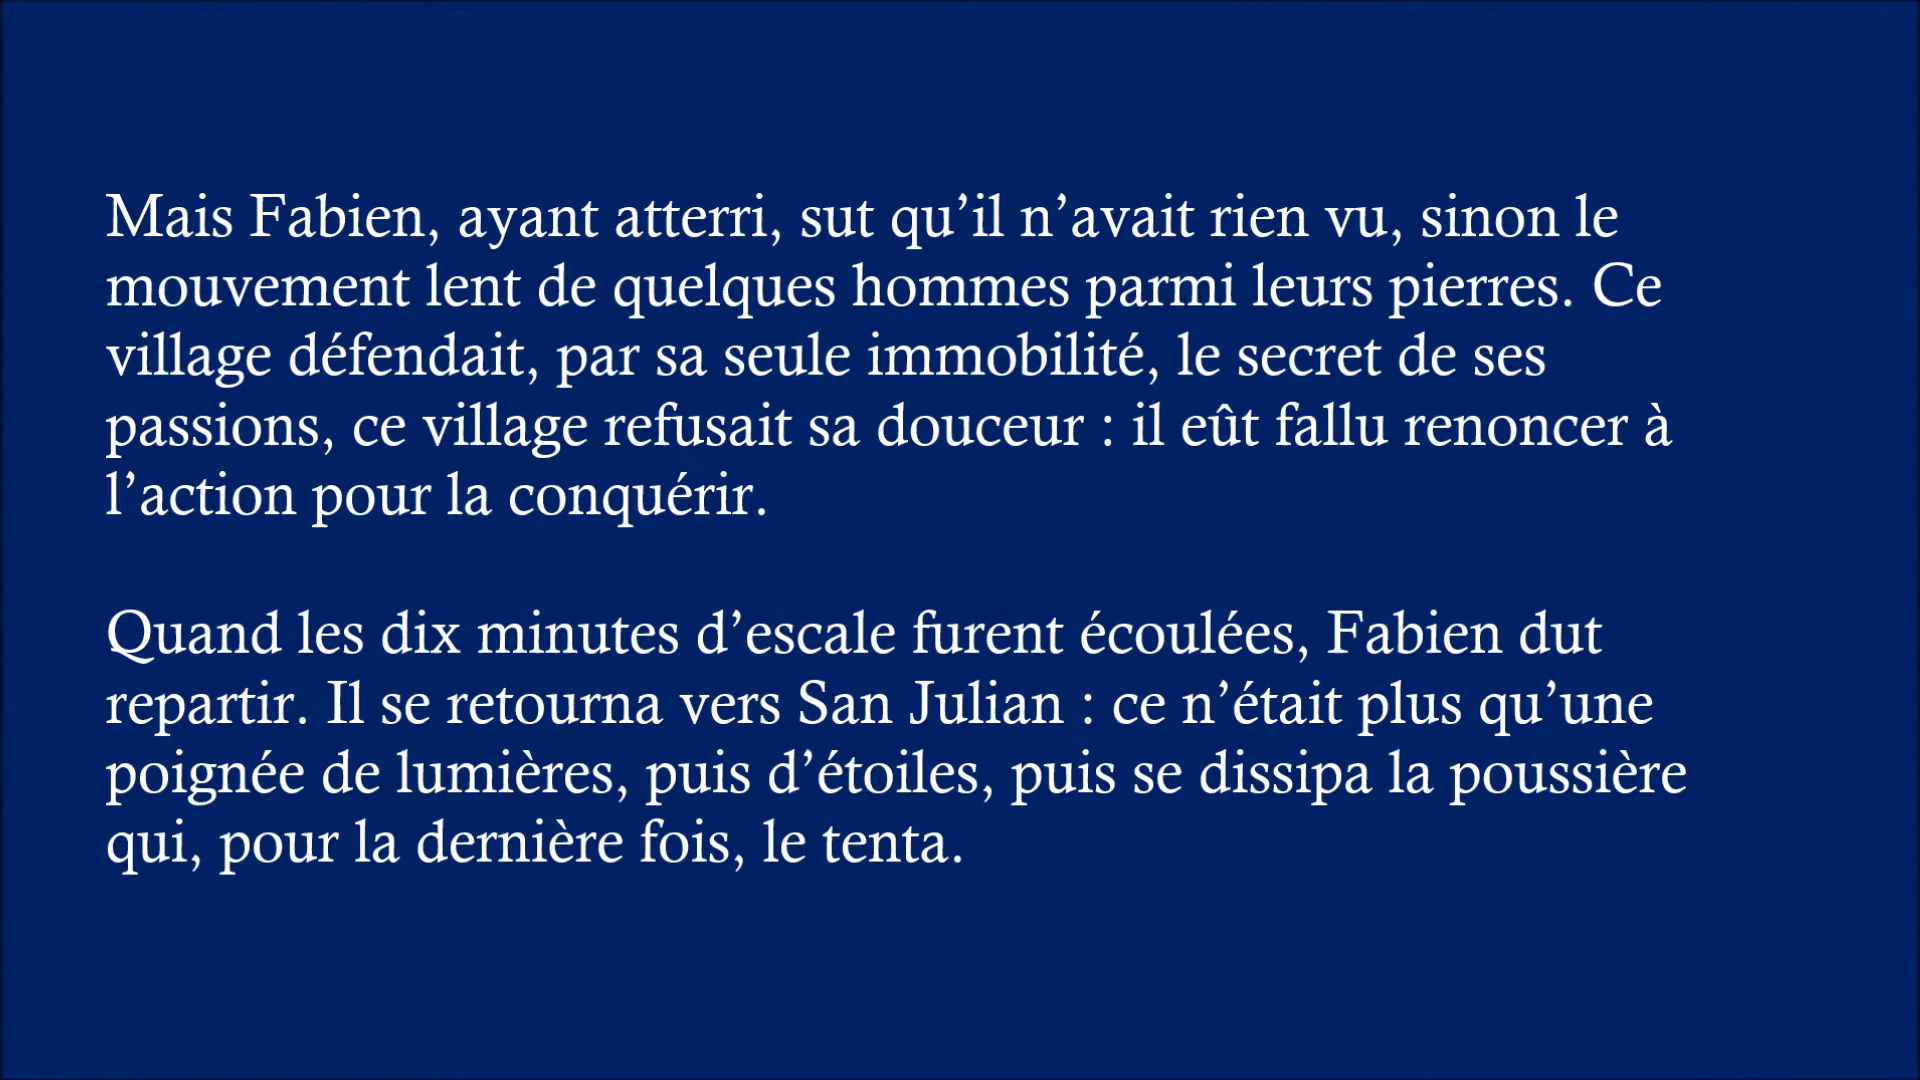 Mais Fabien, ayant atterri, sut qu’il n’avait rien vu, sinon le
mouvement lent de quelques hommes parmi leurs pierres. Ce
village défendait, par sa seule immobilité, le secret de ses
passions, ce village refusait sa douceur : il eût fallu renoncer à
l’action pour la conquérir.
Quand les dix minutes d’escale furent écoulées, Fabien dut
repartir. Il se retourna vers San Julian : ce n’était plus qu’une
poignée de lumières, puis d’étoiles, puis se dissipa la poussière
qui, pour la dernière fois, le tenta.